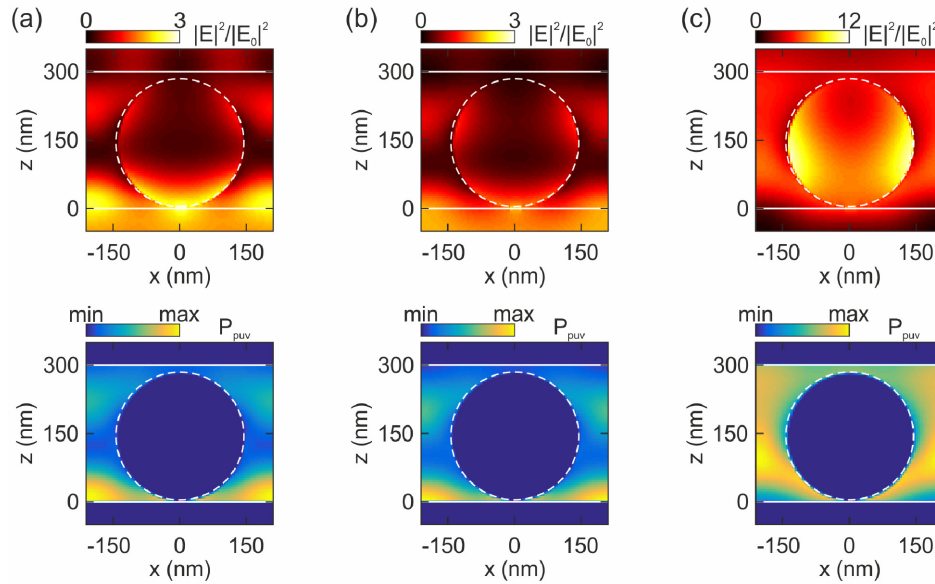 (a)
0 3 |E|²/|E₀|²
300
150
0
z (nm)
-150 0 150
x (nm)
min max P_puv
300
150
0
z (nm)
-150 0 150
x (nm)
(b)
0 3 |E|²/|E₀|²
300
150
0
z (nm)
-150 0 150
x (nm)
min max P_puv
300
150
0
z (nm)
-150 0 150
x (nm)
(c)
0 12 |E|²/|E₀|²
300
150
0
z (nm)
-150 0 150
x (nm)
min max P_puv
300
150
0
z (nm)
-150 0 150
x (nm)